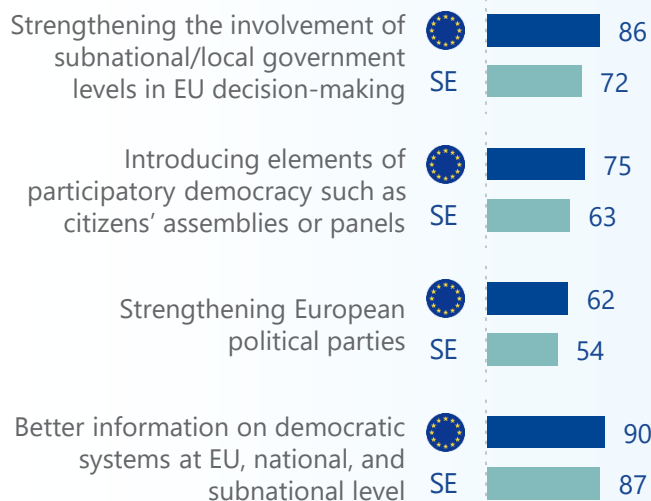 Strengthening the involvement of
subnational/local government
levels in EU decision-making
86
SE 72
Introducing elements of
participatory democracy such as
citizens’ assemblies or panels
75
SE 63
Strengthening European
political parties
62
SE 54
Better information on democratic
systems at EU, national, and
subnational level
90
SE 87